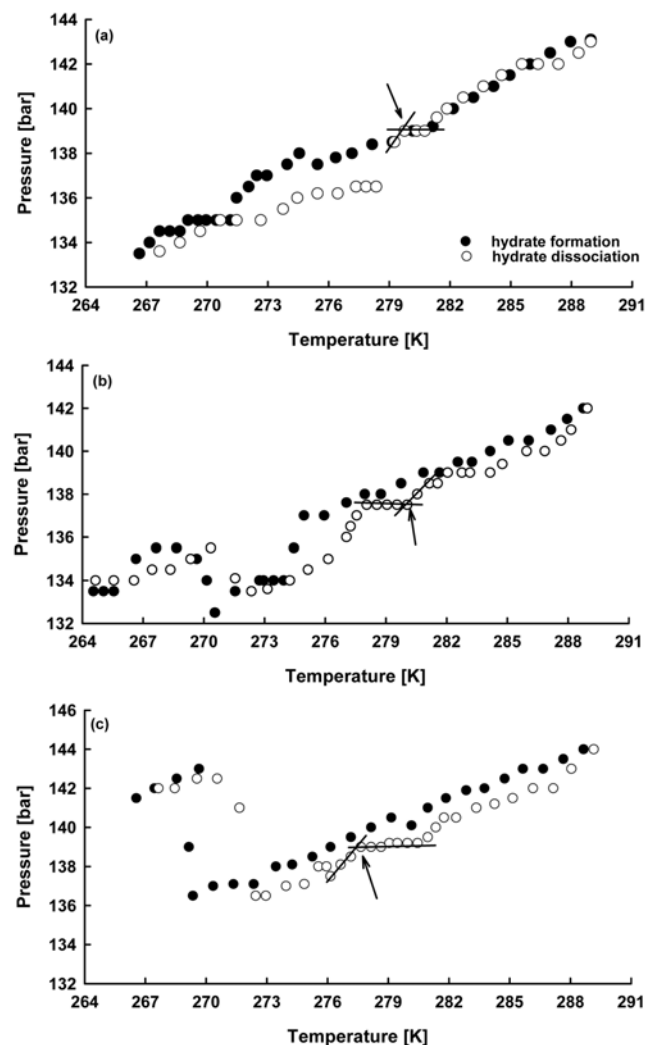 144
(a)
142
140
138
136
134
132
Pressure [bar]
hydrate formation
hydrate dissociation
264 267 270 273 276 279 282 285 288 291
Temperature [K]
144
(b)
142
140
138
136
134
132
Pressure [bar]
264 267 270 273 276 279 282 285 288 291
Temperature [K]
146
(c)
144
142
140
138
136
134
132
Pressure [bar]
264 267 270 273 276 279 282 285 288 291
Temperature [K]